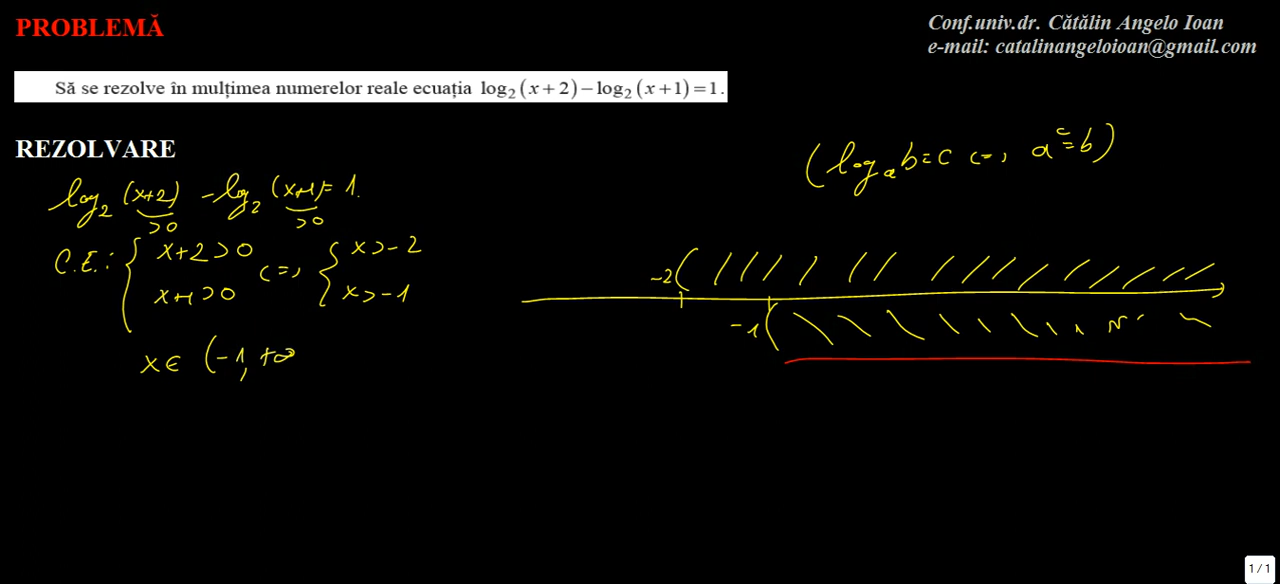 PROBLEMĂ
Conf.univ.dr. Cătălin Angelo Ioan
e-mail: catalinangeloioan@gmail.com
Să se rezolve în mulțimea numerelor reale ecuația log₂(x+2)−log₂(x+1)=1.
REZOLVARE
(log_a b = c <=> a^c = b)
log₂ (x+2) - log₂ (x+1) = 1.
>0 >0
C.E.: { x+2>0 <=> { x>-2
x+1>0 x>-1
-2(
-1(
x∈ (-1, +∞
1/1